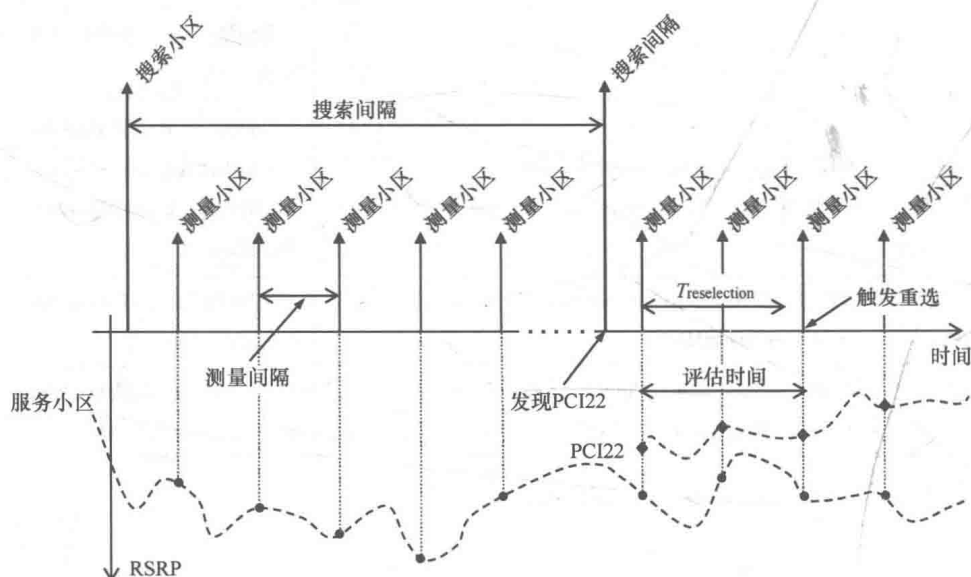 搜索小区
搜索间隔
搜索间隔
测量小区
测量小区
测量小区
测量小区
测量小区
测量小区
测量小区
测量小区
测量小区
Treselection
触发重选
时间
测量间隔
发现PCI22
评估时间
服务小区
PCI22
RSRP